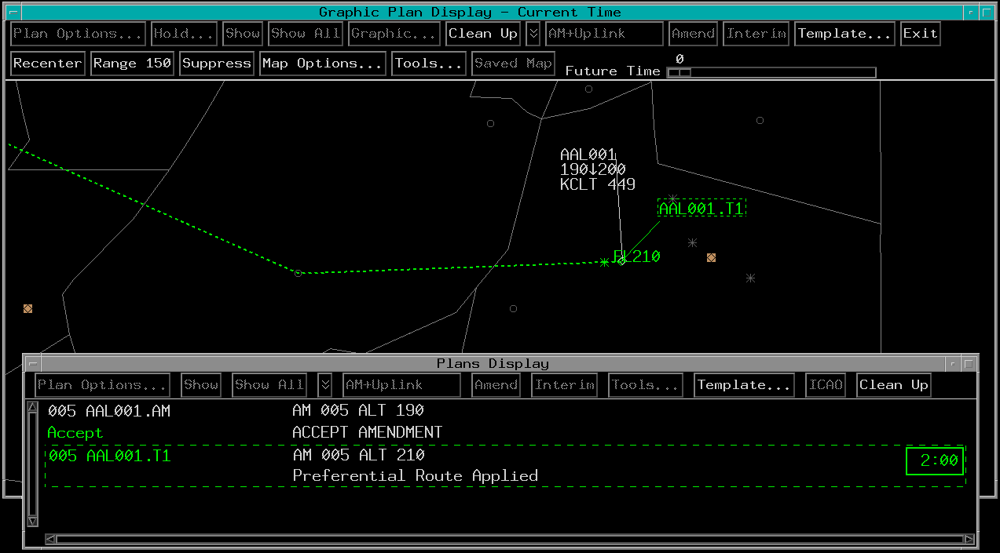 Graphic Plan Display - Current Time
Plan Options... Hold... Show Show All Graphic... Clean Up AM+Uplink Amend Interim Template... Exit
Recenter Range 150 Suppress Map Options... Tools... Saved Map Future Time 0
AAL001
190↓200
KCLT 449
AAL001.T1
FL210
Plans Display
Plan Options... Show Show All AM+Uplink Amend Interim Tools... Template... ICAO Clean Up
005 AAL001.AM AM 005 ALT 190
Accept ACCEPT AMENDMENT
005 AAL001.T1 AM 005 ALT 210 2:00
Preferential Route Applied